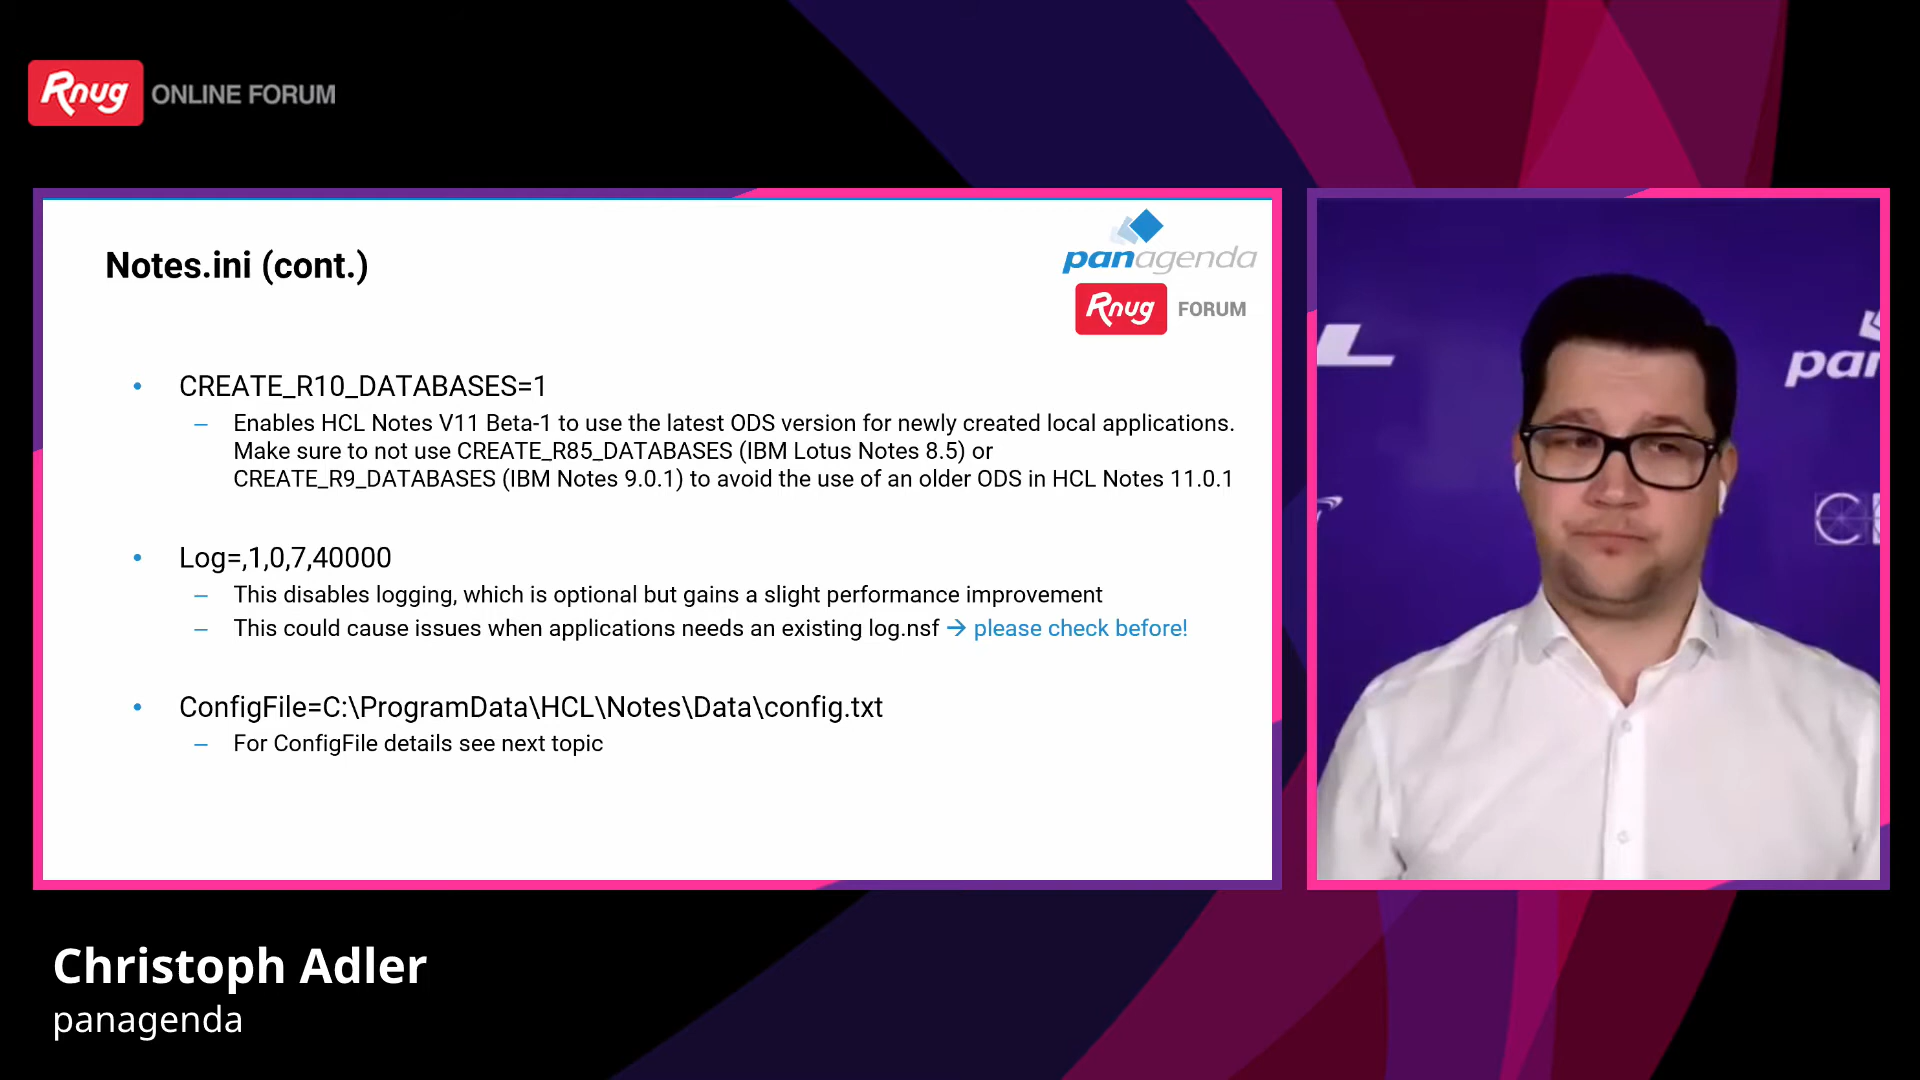 Rnug ONLINE FORUM
Notes.ini (cont.)
panagenda
Rnug FORUM
• CREATE_R10_DATABASES=1
– Enables HCL Notes V11 Beta-1 to use the latest ODS version for newly created local applications.
Make sure to not use CREATE_R85_DATABASES (IBM Lotus Notes 8.5) or
CREATE_R9_DATABASES (IBM Notes 9.0.1) to avoid the use of an older ODS in HCL Notes 11.0.1
• Log=,1,0,7,40000
– This disables logging, which is optional but gains a slight performance improvement
– This could cause issues when applications needs an existing log.nsf → please check before!
• ConfigFile=C:\ProgramData\HCL\Notes\Data\config.txt
– For ConfigFile details see next topic
L
pan
Christoph Adler
panagenda